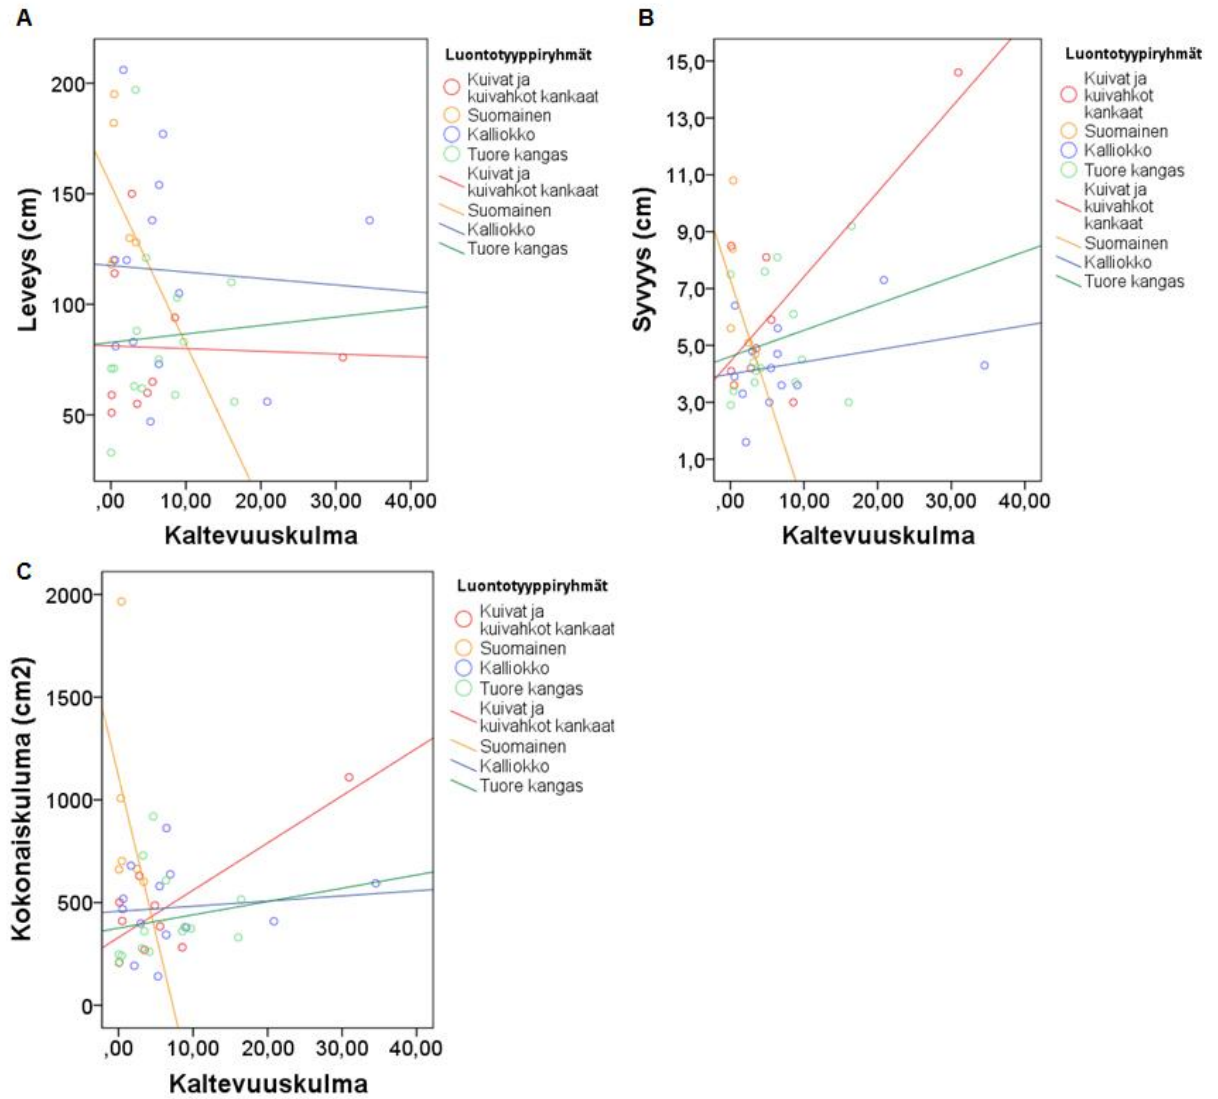 A
Leveys (cm)
200
150
100
50
,00 10,00 20,00 30,00 40,00
Kaltevuuskulma
Luontotyyppiryhmät
Kuivat ja
kuivahkot kankaat
Suomainen
Kalliokko
Tuore kangas
Kuivat ja
kuivahkot kankaat
Suomainen
Kalliokko
Tuore kangas
B
Syvyys (cm)
15,0
13,0
11,0
9,0
7,0
5,0
3,0
1,0
,00 10,00 20,00 30,00 40,00
Kaltevuuskulma
Luontotyypiryhmät
Kuivat ja
kuivahkot
kankaat
Suomainen
Kalliokko
Tuore kangas
Kuivat ja
kuivahkot
kankaat
Suomainen
Kalliokko
Tuore kangas
C
Kokonaiskuluma (cm2)
2000
1500
1000
500
0
,00 10,00 20,00 30,00 40,00
Kaltevuuskulma
Luontotyyppiryhmät
Kuivat ja
kuivahkot kankaat
Suomainen
Kalliokko
Tuore kangas
Kuivat ja
kuivahkot kankaat
Suomainen
Kalliokko
Tuore kangas